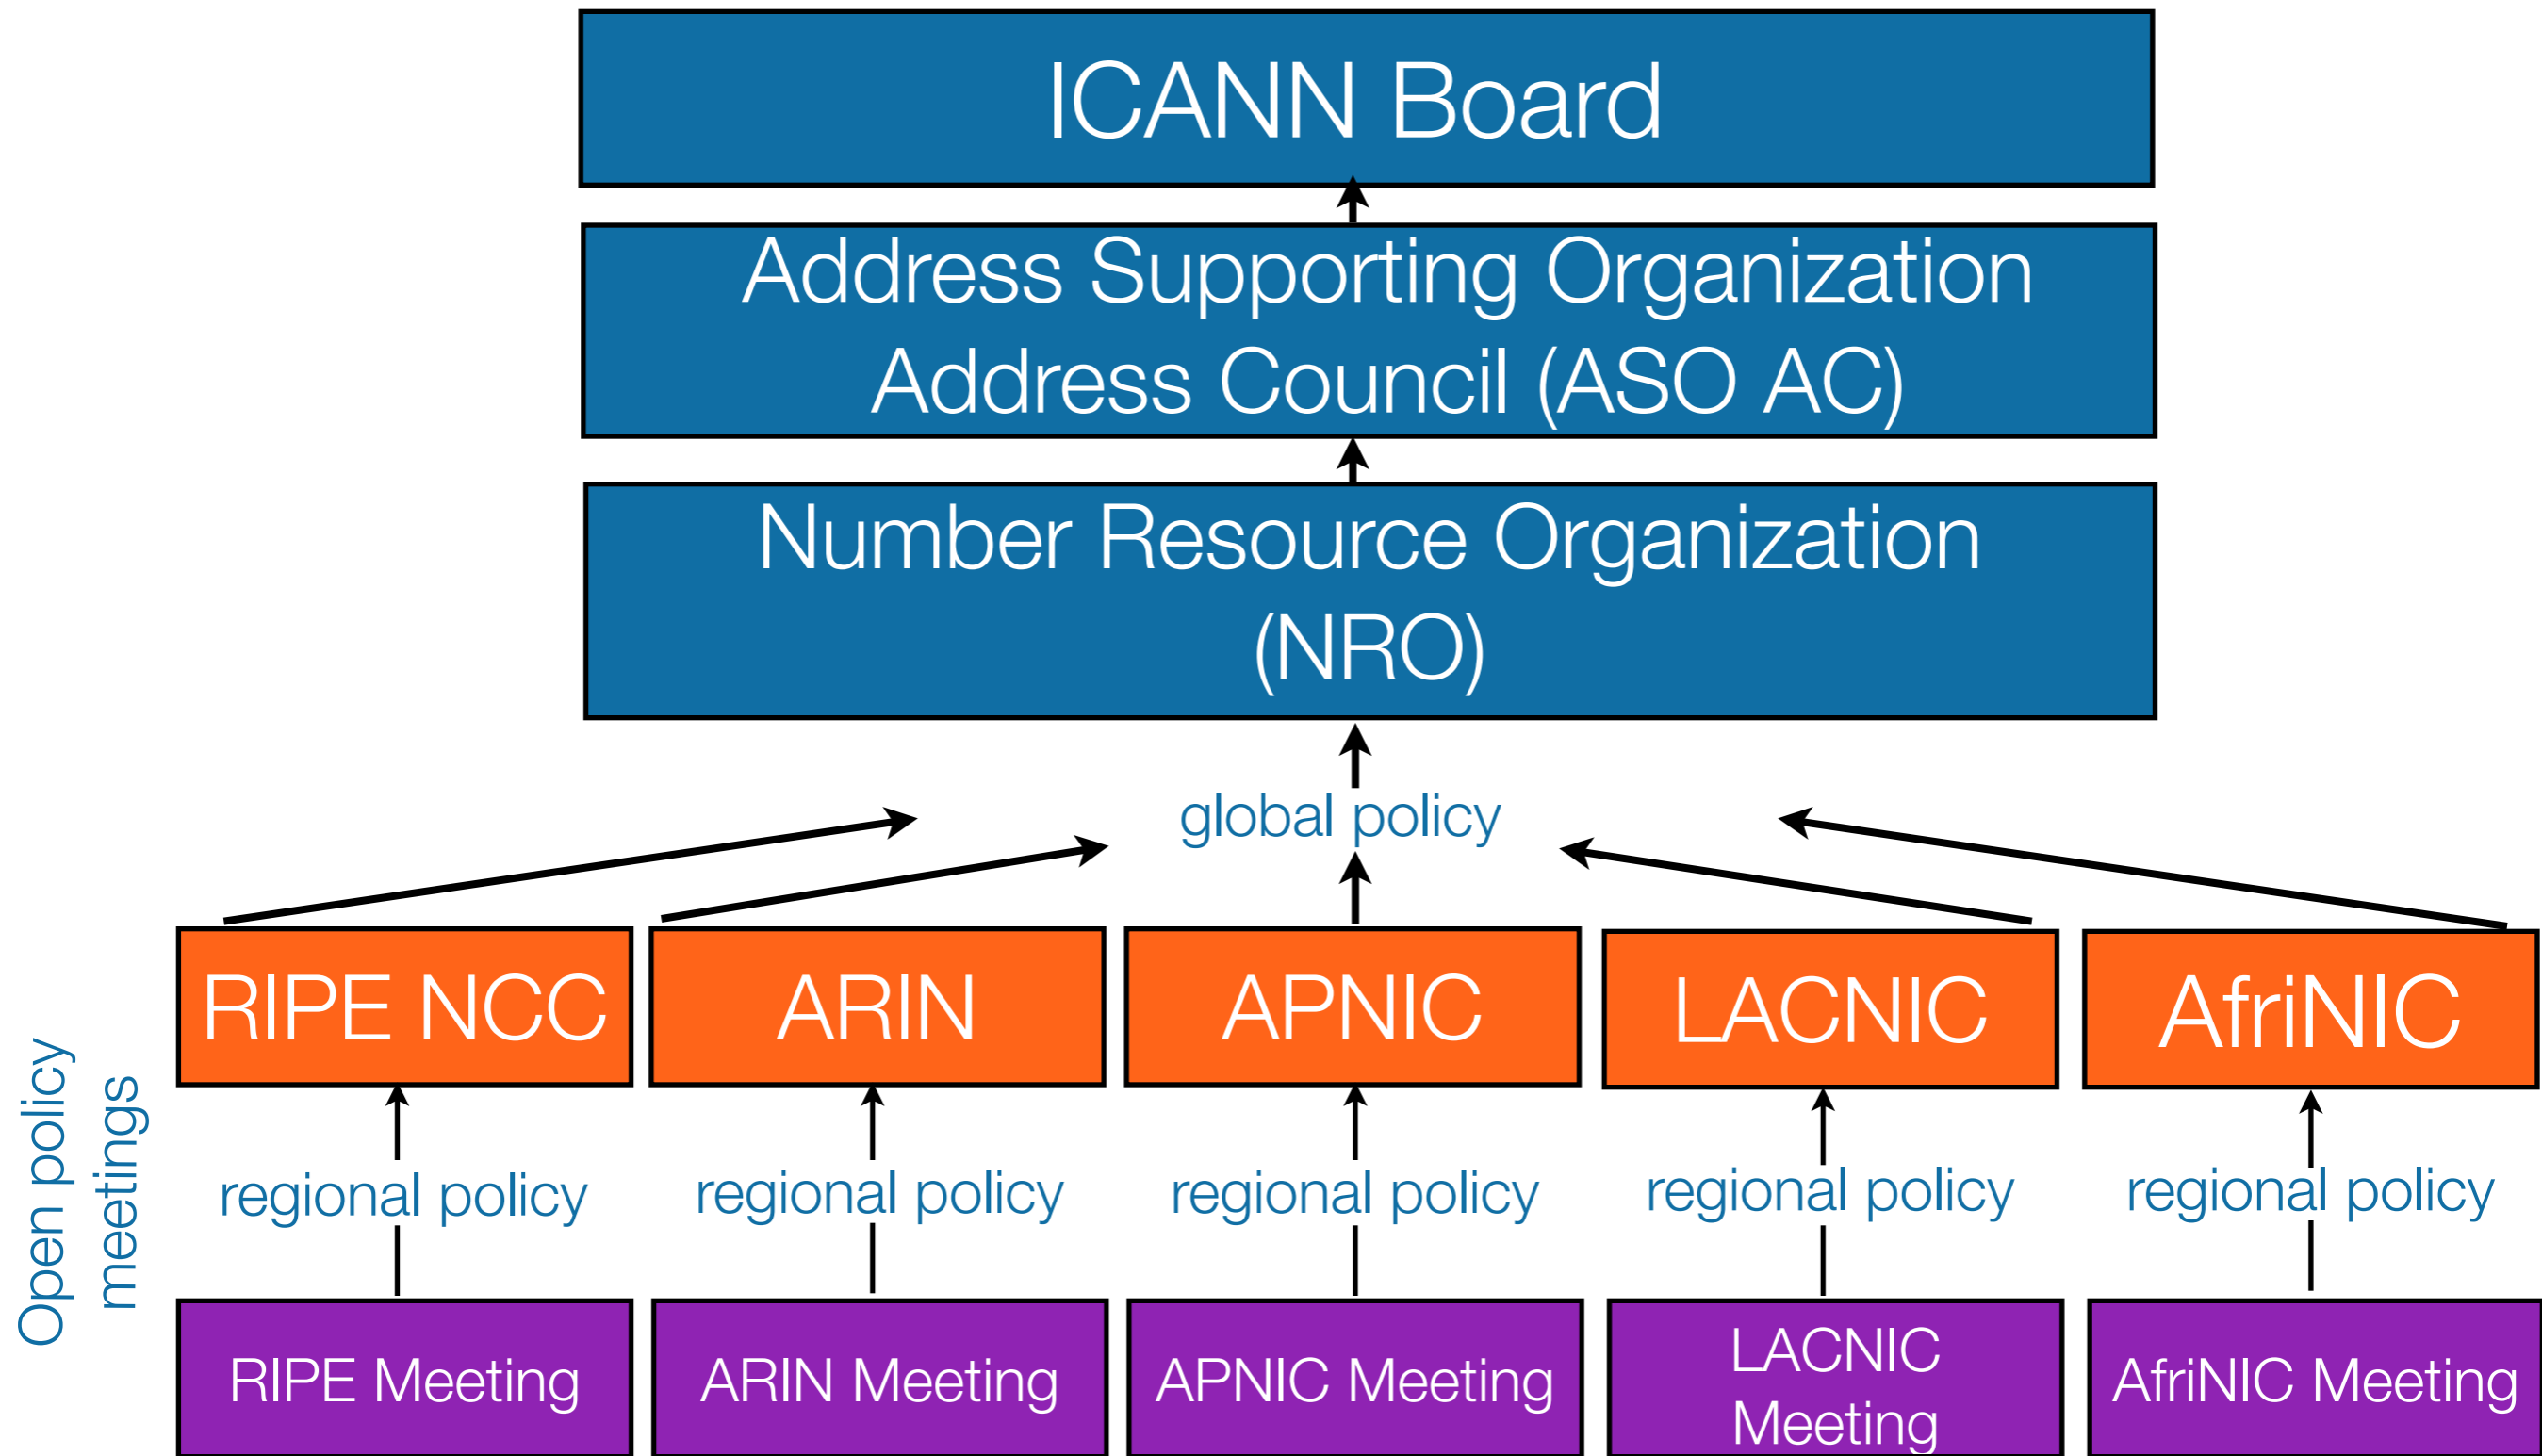 ICANN Board
Address Supporting Organization
Address Council (ASO AC)
Number Resource Organization
(NRO)
global policy
RIPE NCC
ARIN
APNIC
LACNIC
AfriNIC
Open policy
meetings
regional policy
regional policy
regional policy
regional policy
regional policy
RIPE Meeting
ARIN Meeting
APNIC Meeting
LACNIC
Meeting
AfriNIC Meeting